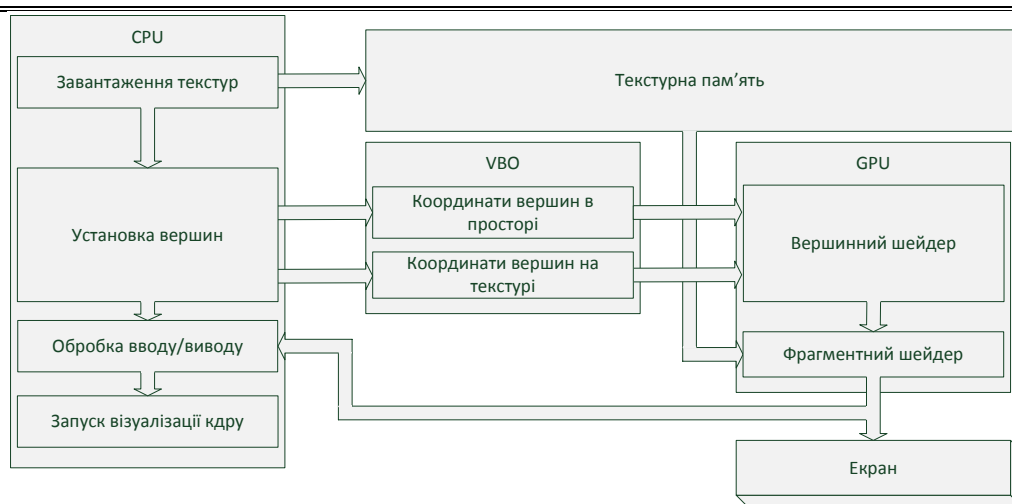 CPU
Завантаження текстур
Установка вершин
Обробка вводу/виводу
Запуск візуалізації кдру
Текстурна пам'ять
VBO
Координати вершин в
просторі
Координати вершин на
текстурі
GPU
Вершинний шейдер
Фрагментний шейдер
Екран